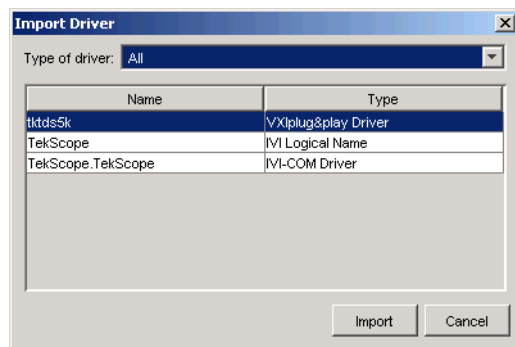 Import Driver
Type of driver: All
Name Type
tktds5k VXIplug&play Driver
TekScope IVI Logical Name
TekScope.TekScope IVI-COM Driver
Import Cancel